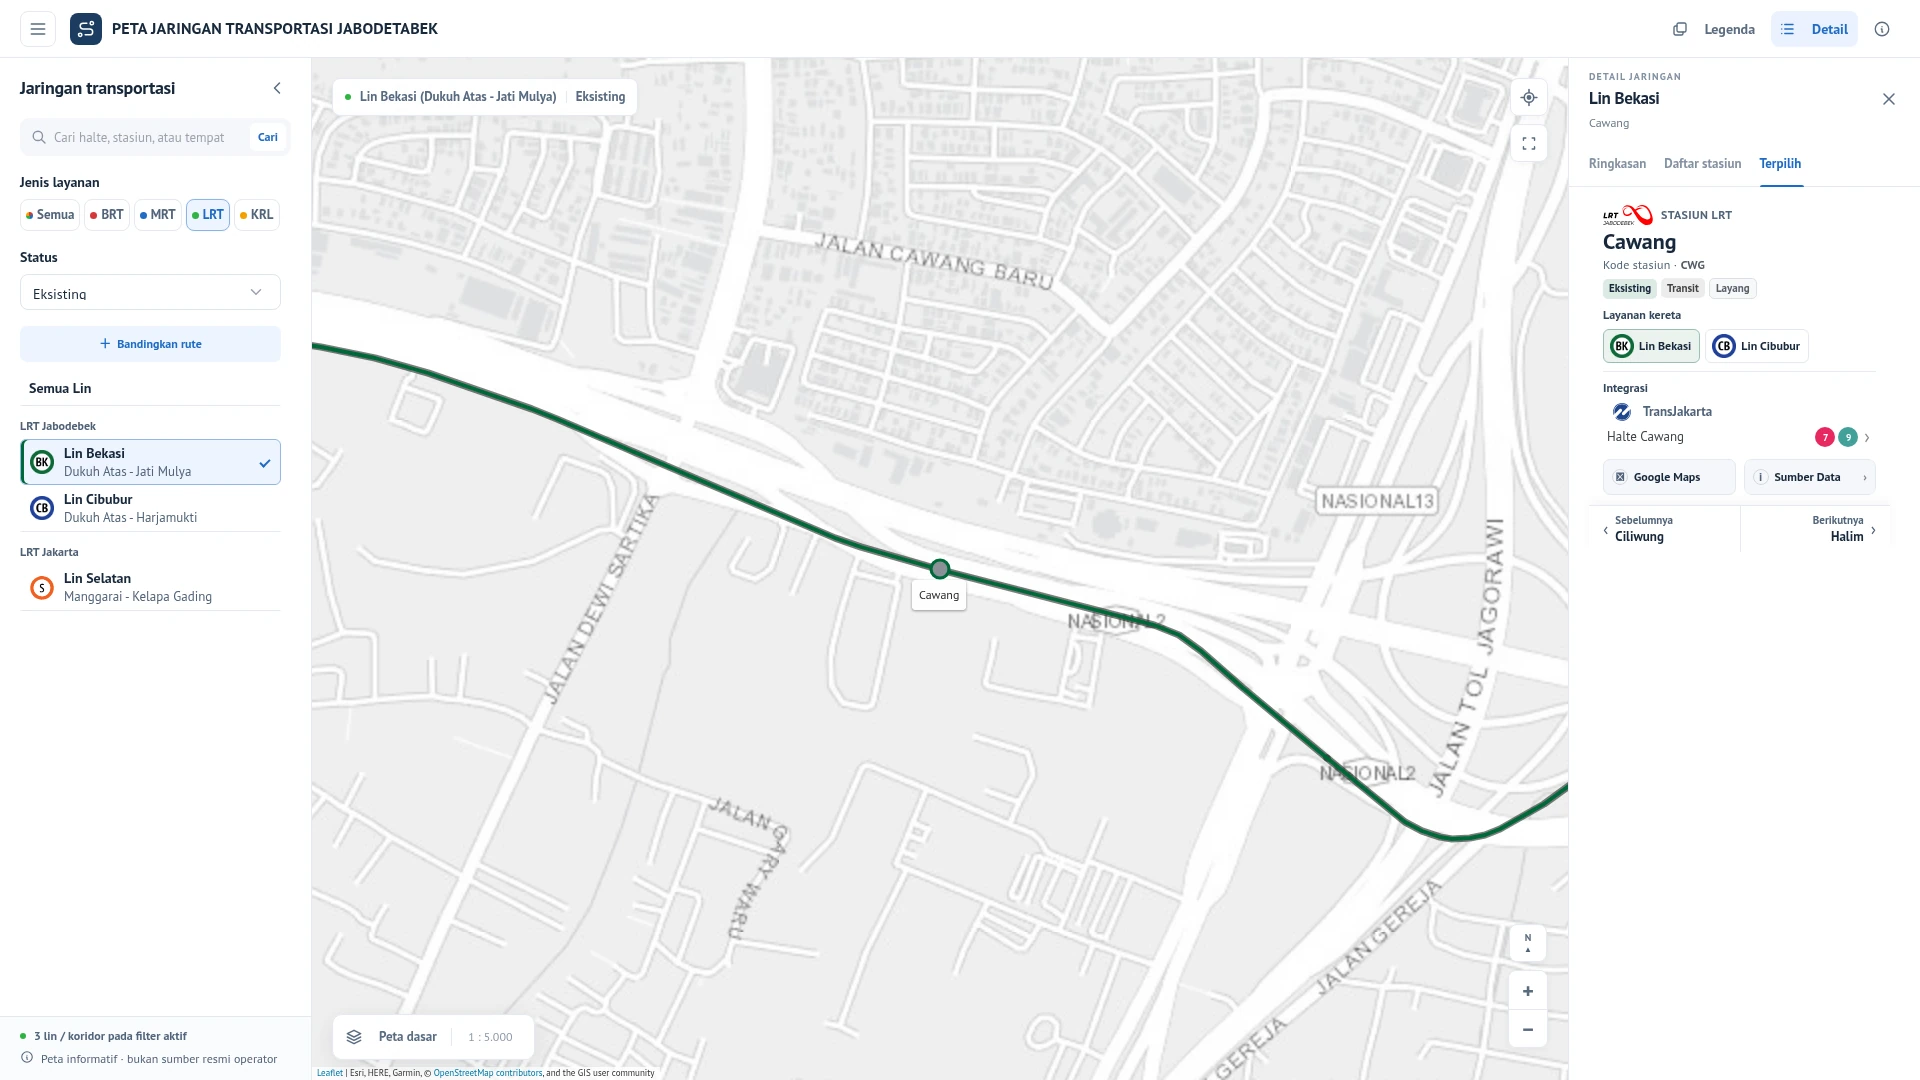 PETA JARINGAN TRANSPORTASI JABODETABEK
Legenda
Detail
Jaringan transportasi
Cari halte, stasiun, atau tempat
Cari
Jenis layanan
Semua
BRT
MRT
LRT
KRL
Status
Eksisting
+ Bandingkan rute
Semua Lin
LRT Jabodebek
BK
Lin Bekasi
Dukuh Atas - Jati Mulya
CB
Lin Cibubur
Dukuh Atas - Harjamukti
LRT Jakarta
S
Lin Selatan
Manggarai - Kelapa Gading
3 lin / koridor pada filter aktif
Peta informatif · bukan sumber resmi operator
Lin Bekasi (Dukuh Atas - Jati Mulya)
Eksisting
JALAN CAWANG BARU
NASIONAL13
JALAN DEWI SARTIKA
Cawang
NASIONAL2
JALAN TOL JAGORAWI
NASIONAL2
JALAN GARY WARU
JALAN GEREJA
GEREJA
N
+
−
Peta dasar
1 : 5.000
Leaflet | Esri, HERE, Garmin, © OpenStreetMap contributors, and the GIS user community
DETAIL JARINGAN
Lin Bekasi
Cawang
Ringkasan
Daftar stasiun
Terpilih
LRT
JABODEBEK
STASIUN LRT
Cawang
Kode stasiun · CWG
Eksisting
Transit
Layang
Layanan kereta
BK
Lin Bekasi
CB
Lin Cibubur
Integrasi
TransJakarta
Halte Cawang
7
9
Google Maps
Sumber Data
Sebelumnya
Ciliwung
Berikutnya
Halim